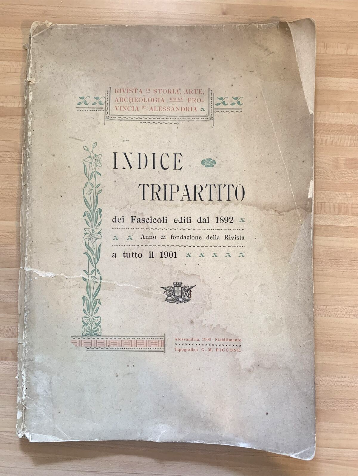 RIVISTA DI STORIA, ARTE,
ARCHEOLOGIA DELLA PRO-
VINCIA DI ALESSANDRIA
INDICE
TRIPARTITO
dei Fascicoli editi dal 1892
Anno di fondazione della Rivista
a tutto il 1901